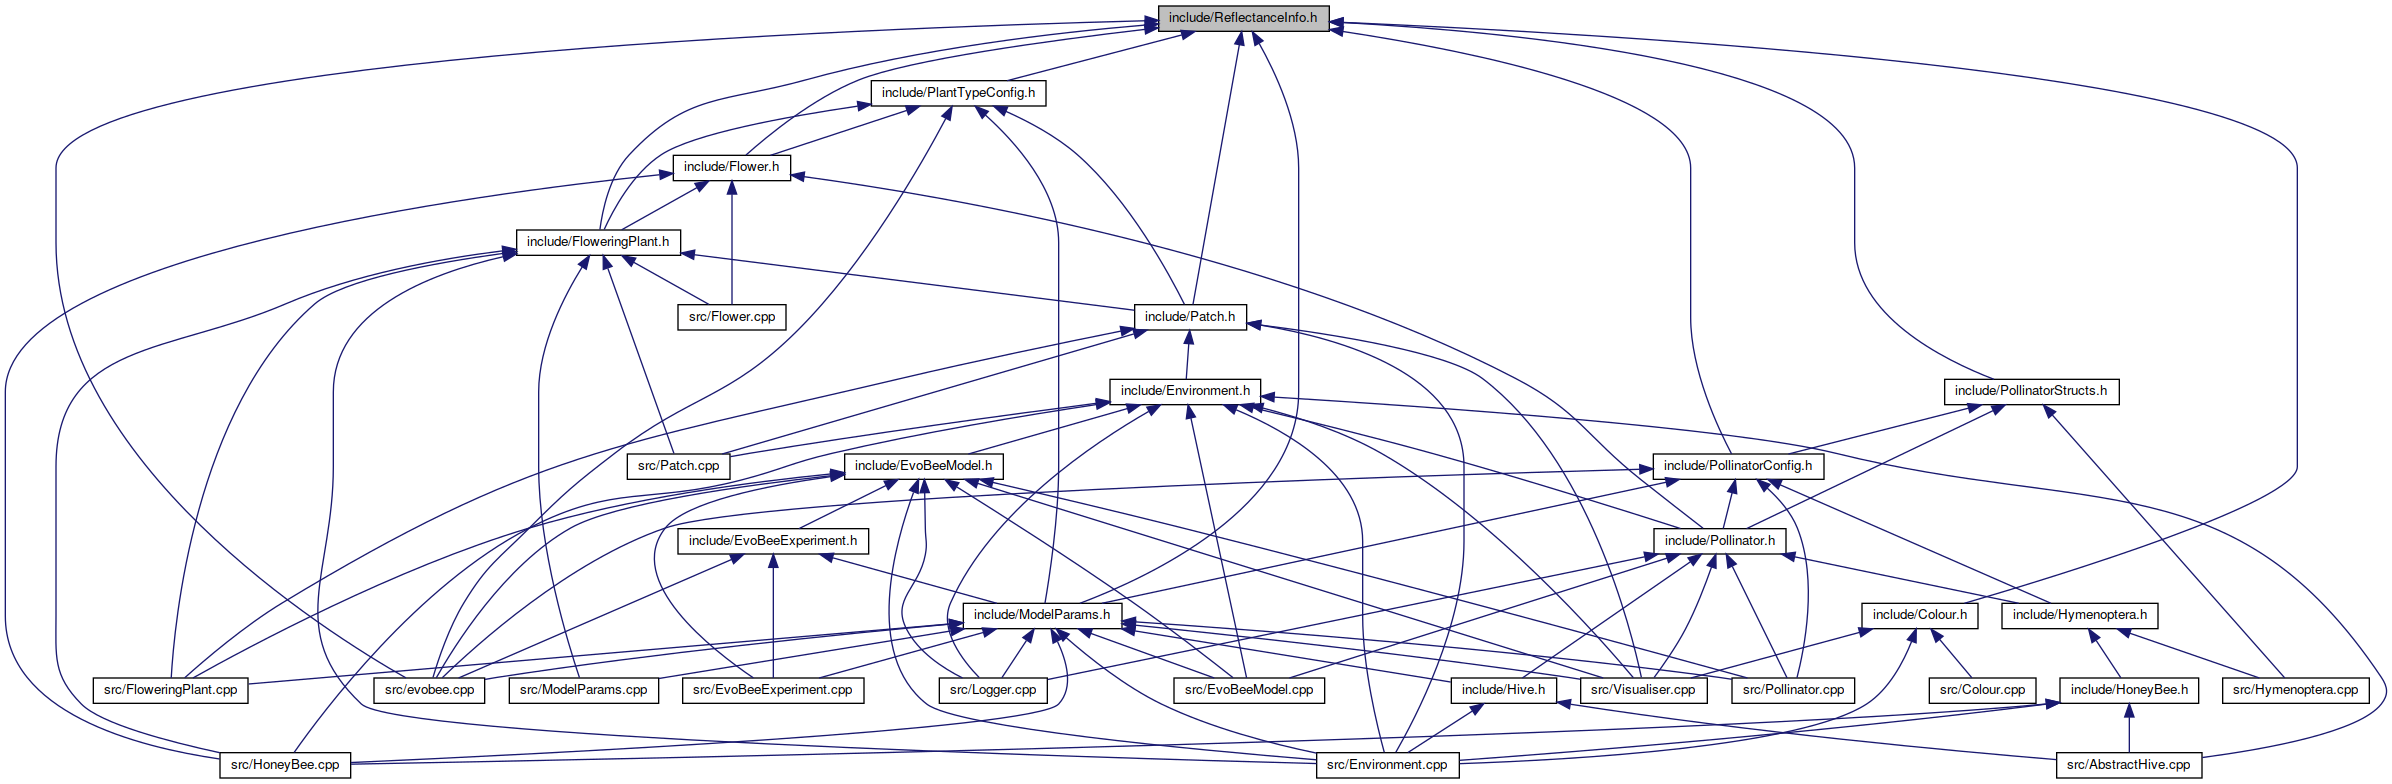 include/ReflectanceInfo.h
include/PlantTypeConfig.h
include/Flower.h
include/FloweringPlant.h
src/Flower.cpp
include/Patch.h
include/Environment.h
include/PollinatorStructs.h
src/Patch.cpp
include/EvoBeeModel.h
include/PollinatorConfig.h
include/EvoBeeExperiment.h
include/Pollinator.h
include/ModelParams.h
include/Colour.h
include/Hymenoptera.h
src/FloweringPlant.cpp
src/evobee.cpp
src/ModelParams.cpp
src/EvoBeeExperiment.cpp
src/Logger.cpp
src/EvoBeeModel.cpp
include/Hive.h
src/Visualiser.cpp
src/Pollinator.cpp
src/Colour.cpp
include/HoneyBee.h
src/Hymenoptera.cpp
src/HoneyBee.cpp
src/Environment.cpp
src/AbstractHive.cpp